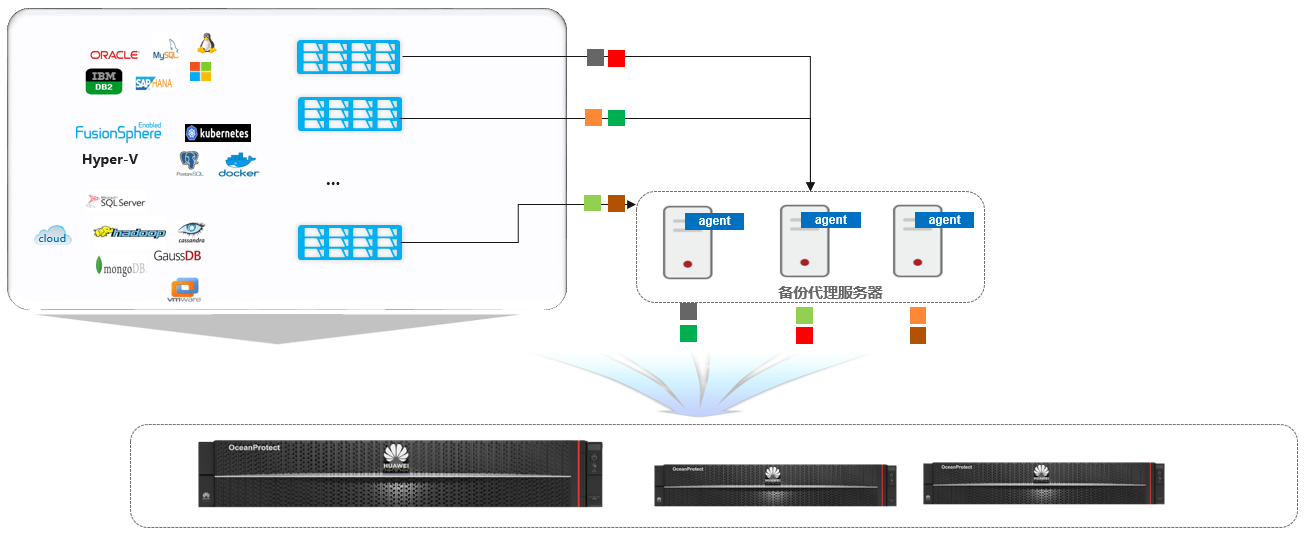 ORACLE
MySQL
IBM
DB2
SAP HANA
FusionSphere
Enabled
kubernetes
Hyper-V
PostgreSQL
docker
...
SQL Server
cloud
hadoop
cassandra
mongoDB
GaussDB
vmware
agent
agent
agent
备份代理服务器
OceanProtect
HUAWEI
OceanProtect
HUAWEI
OceanProtect
HUAWEI